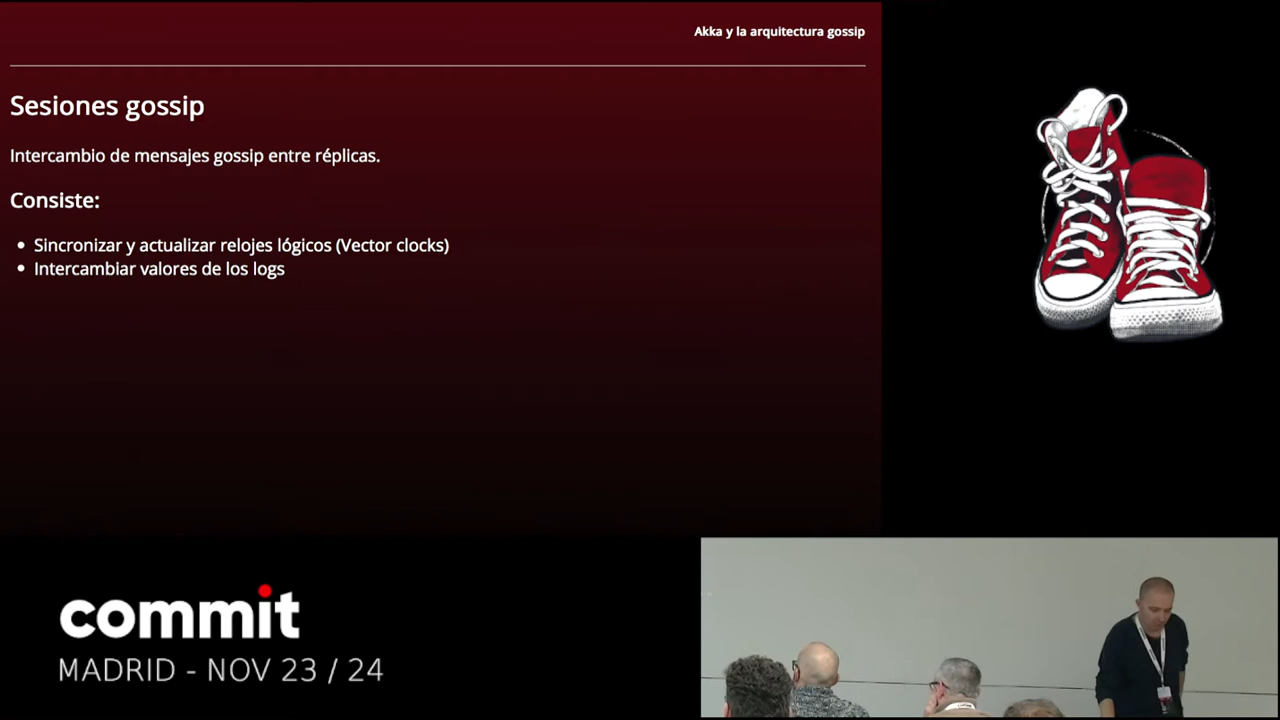 Akka y la arquitectura gossip
Sesiones gossip
Intercambio de mensajes gossip entre réplicas.
Consiste:
Sincronizar y actualizar relojes lógicos (Vector clocks)
Intercambiar valores de los logs
commit
MADRID - NOV 23 / 24